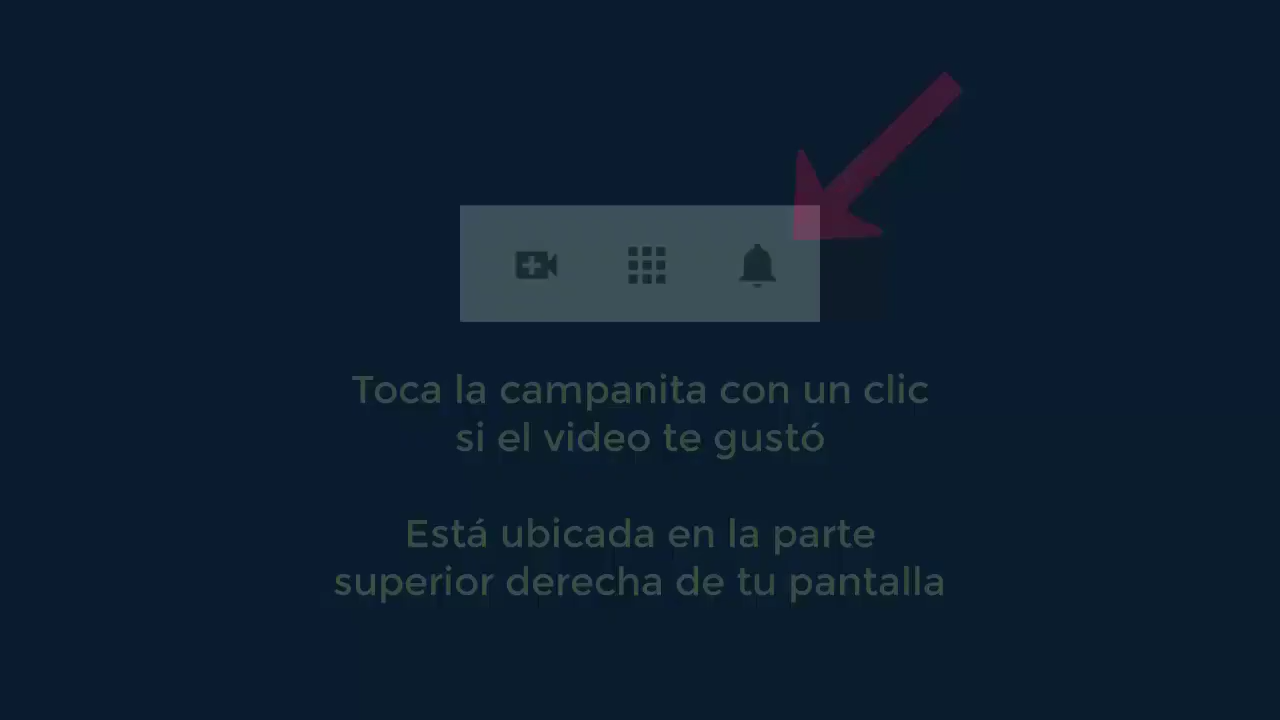 Toca la campanita con un clic
si el video te gustó
Está ubicada en la parte
superior derecha de tu pantalla